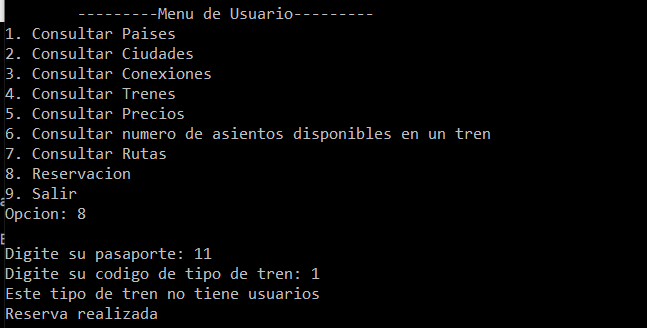 ---------Menu de Usuario---------
1. Consultar Paises
2. Consultar Ciudades
3. Consultar Conexiones
4. Consultar Trenes
5. Consultar Precios
6. Consultar numero de asientos disponibles en un tren
7. Consultar Rutas
8. Reservacion
9. Salir
Opcion: 8
Digite su pasaporte: 11
Digite su codigo de tipo de tren: 1
Este tipo de tren no tiene usuarios
Reserva realizada